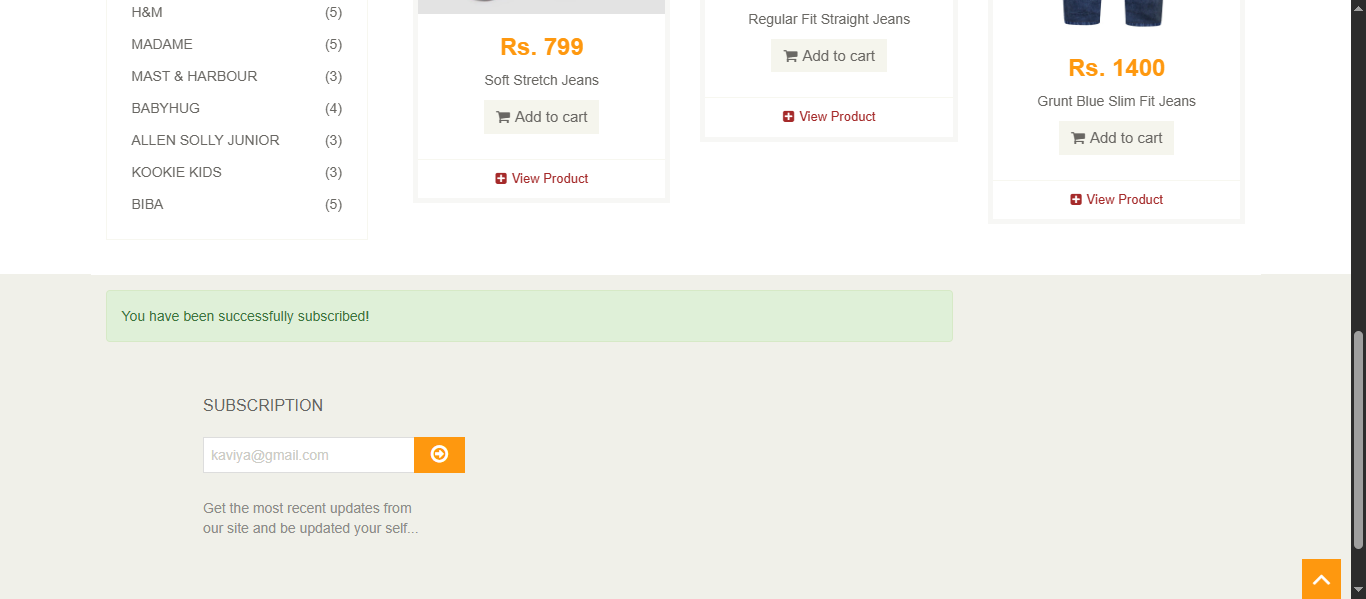 H&M (5)
MADAME (5)
MAST & HARBOUR (3)
BABYHUG (4)
ALLEN SOLLY JUNIOR (3)
KOOKIE KIDS (3)
BIBA (5)
Rs. 799
Soft Stretch Jeans
Add to cart
View Product
Regular Fit Straight Jeans
Add to cart
View Product
Rs. 1400
Grunt Blue Slim Fit Jeans
Add to cart
View Product
You have been successfully subscribed!
SUBSCRIPTION
kaviya@gmail.com
Get the most recent updates from
our site and be updated your self...